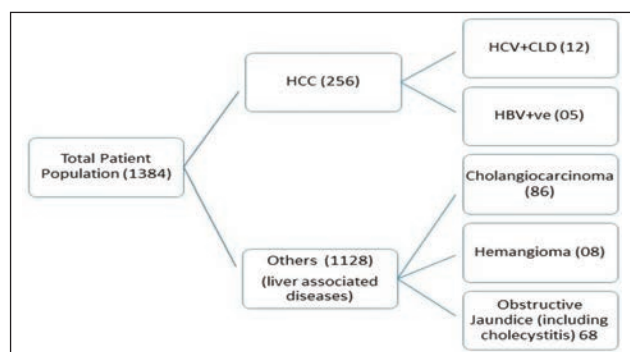 HCV+CLD (12)
HCC (256)
HBV+ve (05)
Total Patient
Population (1384)
Cholangiocarcinoma
(86)
Others (1128)
(liver associated
diseases)
Hemangioma (08)
Obstructive
Jaundice (including
cholecystitis) 68